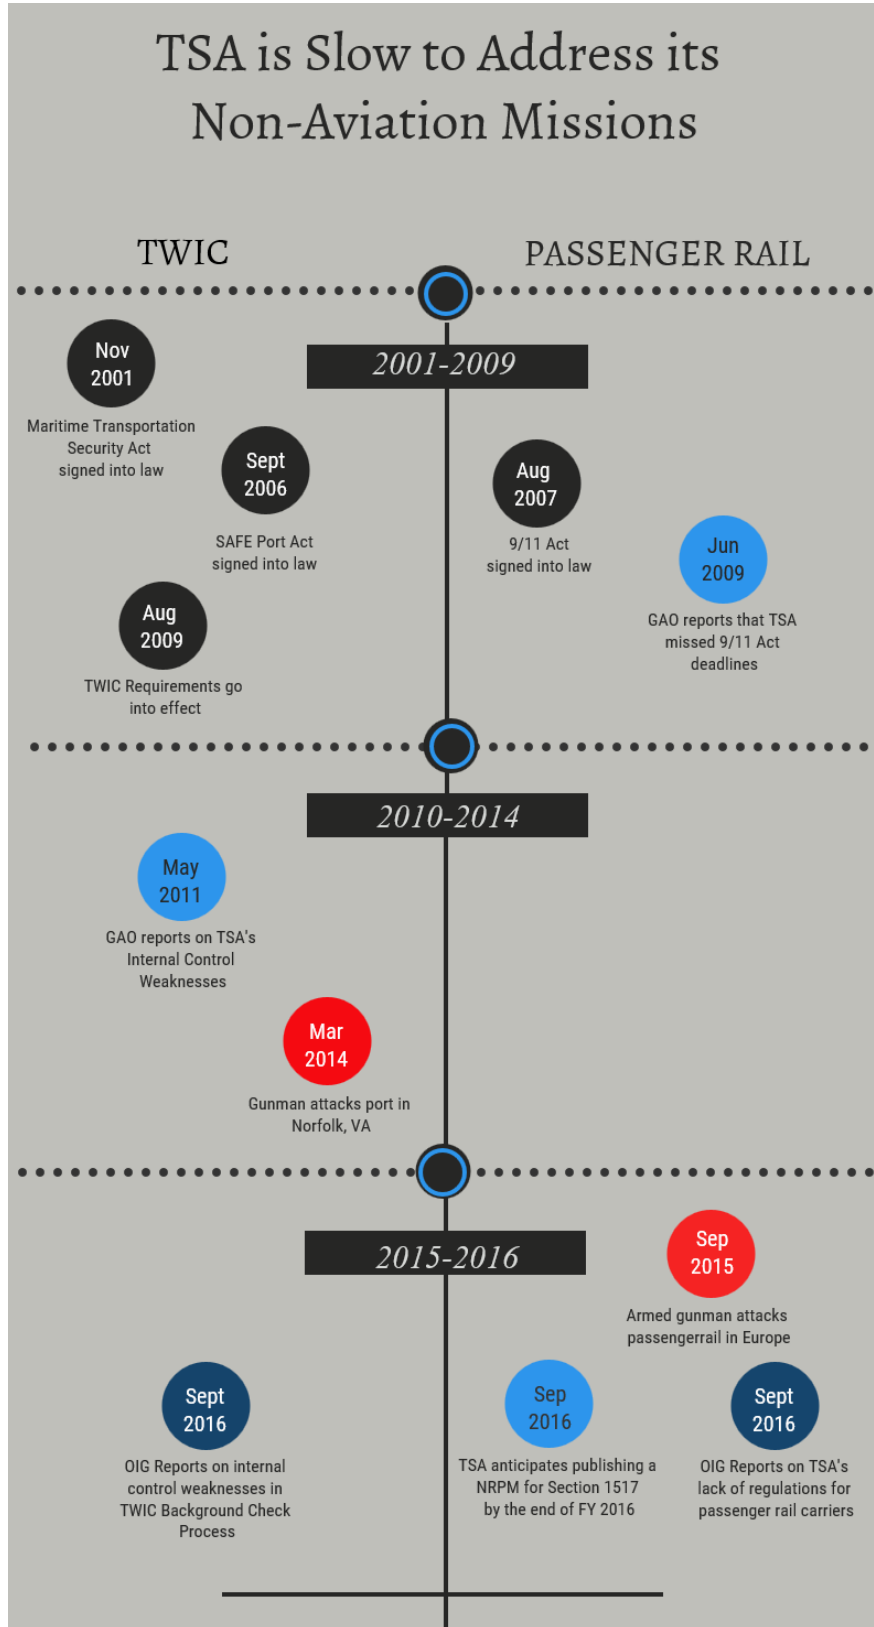 TSA is Slow to Address its
Non-Aviation Missions
TWIC
PASSENGER RAIL
2001-2009
Nov
2001
Maritime Transportation
Security Act
signed into law
Sept
2006
SAFE Port Act
signed into law
Aug
2009
TWIC Requirements go
into effect
Aug
2007
9/11 Act
signed into law
Jun
2009
GAO reports that TSA
missed 9/11 Act
deadlines
2010-2014
May
2011
GAO reports on TSA's
Internal Control
Weaknesses
Mar
2014
Gunman attacks port in
Norfolk, VA
2015-2016
Sep
2015
Armed gunman attacks
passengerrail in Europe
Sept
2016
OIG Reports on internal
control weaknesses in
TWIC Background Check
Process
Sep
2016
TSA anticipates publishing a
NRPM for Section 1517
by the end of FY 2016
Sept
2016
OIG Reports on TSA's
lack of regulations for
passenger rail carriers